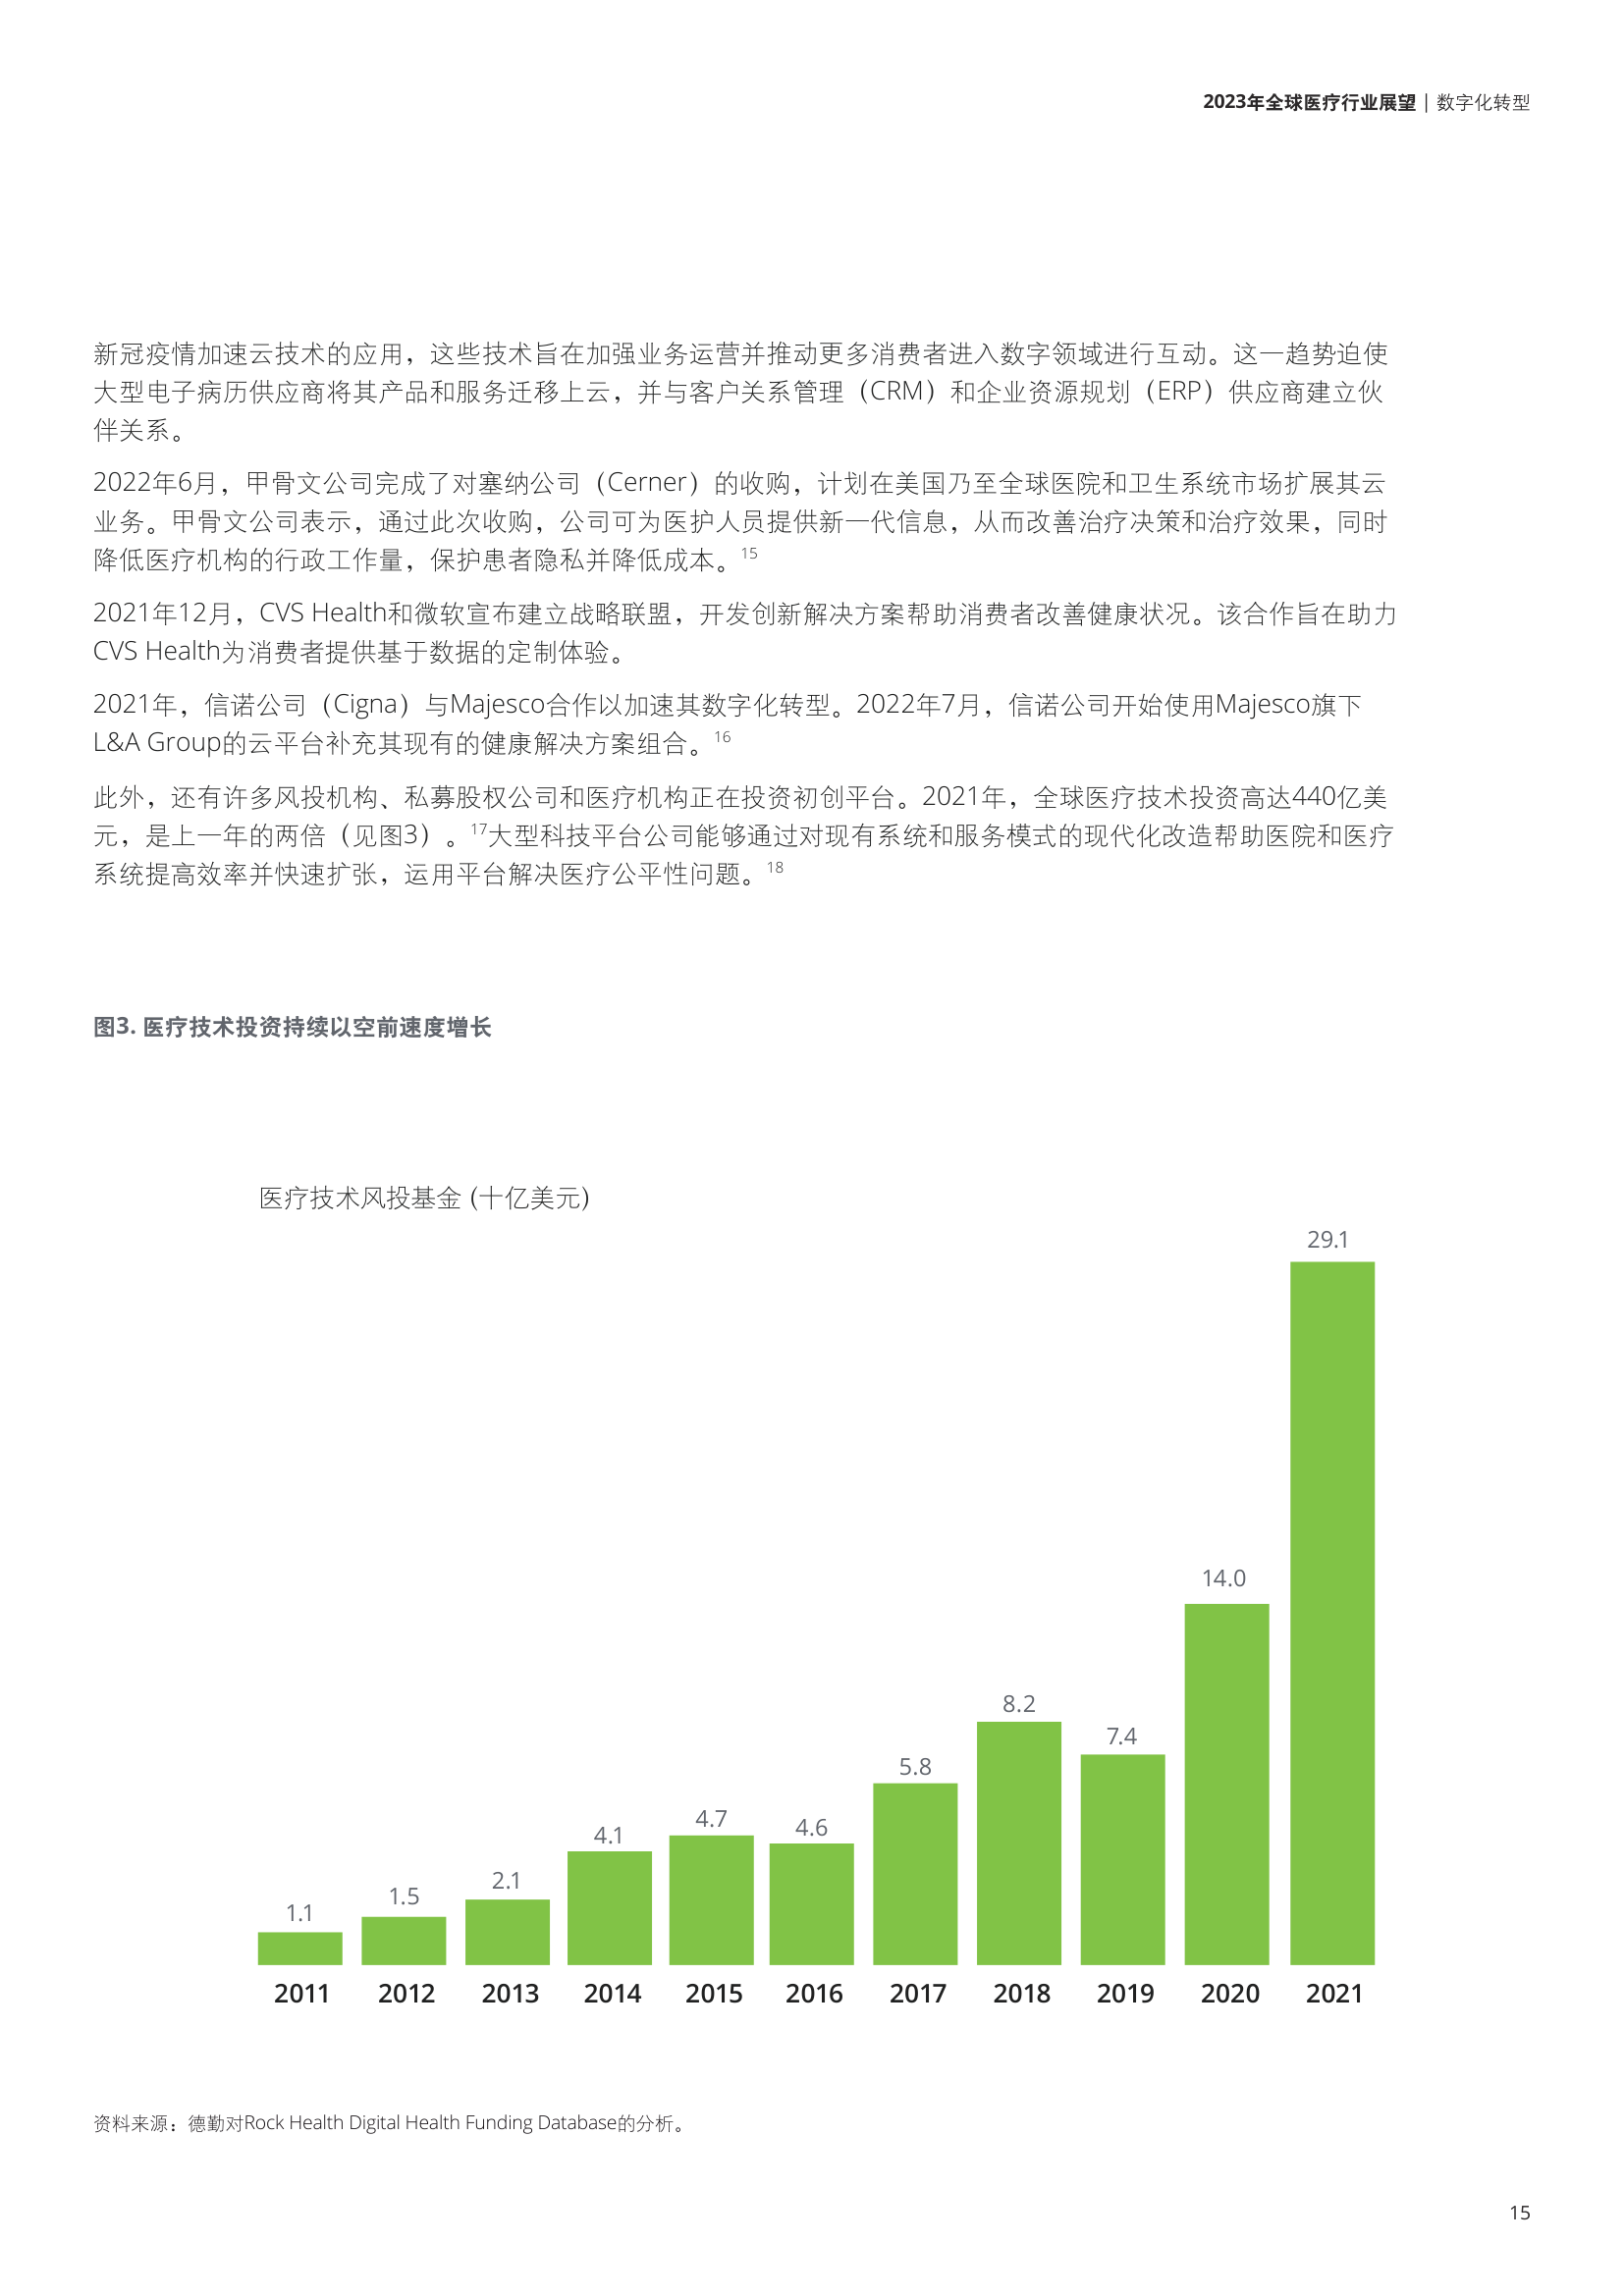 2023年全球医疗行业展望 | 数字化转型
新冠疫情加速云技术的应用，这些技术旨在加强业务运营并推动更多消费者进入数字领域进行互动。这一趋势迫使
大型电子病历供应商将其产品和服务迁移上云，并与客户关系管理（CRM）和企业资源规划（ERP）供应商建立伙
伴关系。
2022年6月，甲骨文公司完成了对塞纳公司（Cerner）的收购，计划在美国乃至全球医院和卫生系统市场扩展其云
业务。甲骨文公司表示，通过此次收购，公司可为医护人员提供新一代信息，从而改善治疗决策和治疗效果，同时
降低医疗机构的行政工作量，保护患者隐私并降低成本。15
2021年12月，CVS Health和微软宣布建立战略联盟，开发创新解决方案帮助消费者改善健康状况。该合作旨在助力
CVS Health为消费者提供基于数据的定制体验。
2021年，信诺公司（Cigna）与Majesco合作以加速其数字化转型。2022年7月，信诺公司开始使用Majesco旗下
L&A Group的云平台补充其现有的健康解决方案组合。16
此外，还有许多风投机构、私募股权公司和医疗机构正在投资初创平台。2021年，全球医疗技术投资高达440亿美
元，是上一年的两倍（见图3）。17大型科技平台公司能够通过对现有系统和服务模式的现代化改造帮助医院和医疗
系统提高效率并快速扩张，运用平台解决医疗公平性问题。18
图3. 医疗技术投资持续以空前速度增长
医疗技术风投基金 (十亿美元)
1.1 1.5 2.1 4.1 4.7 4.6 5.8 8.2 7.4 14.0 29.1
2011 2012 2013 2014 2015 2016 2017 2018 2019 2020 2021
资料来源：德勤对Rock Health Digital Health Funding Database的分析。
15